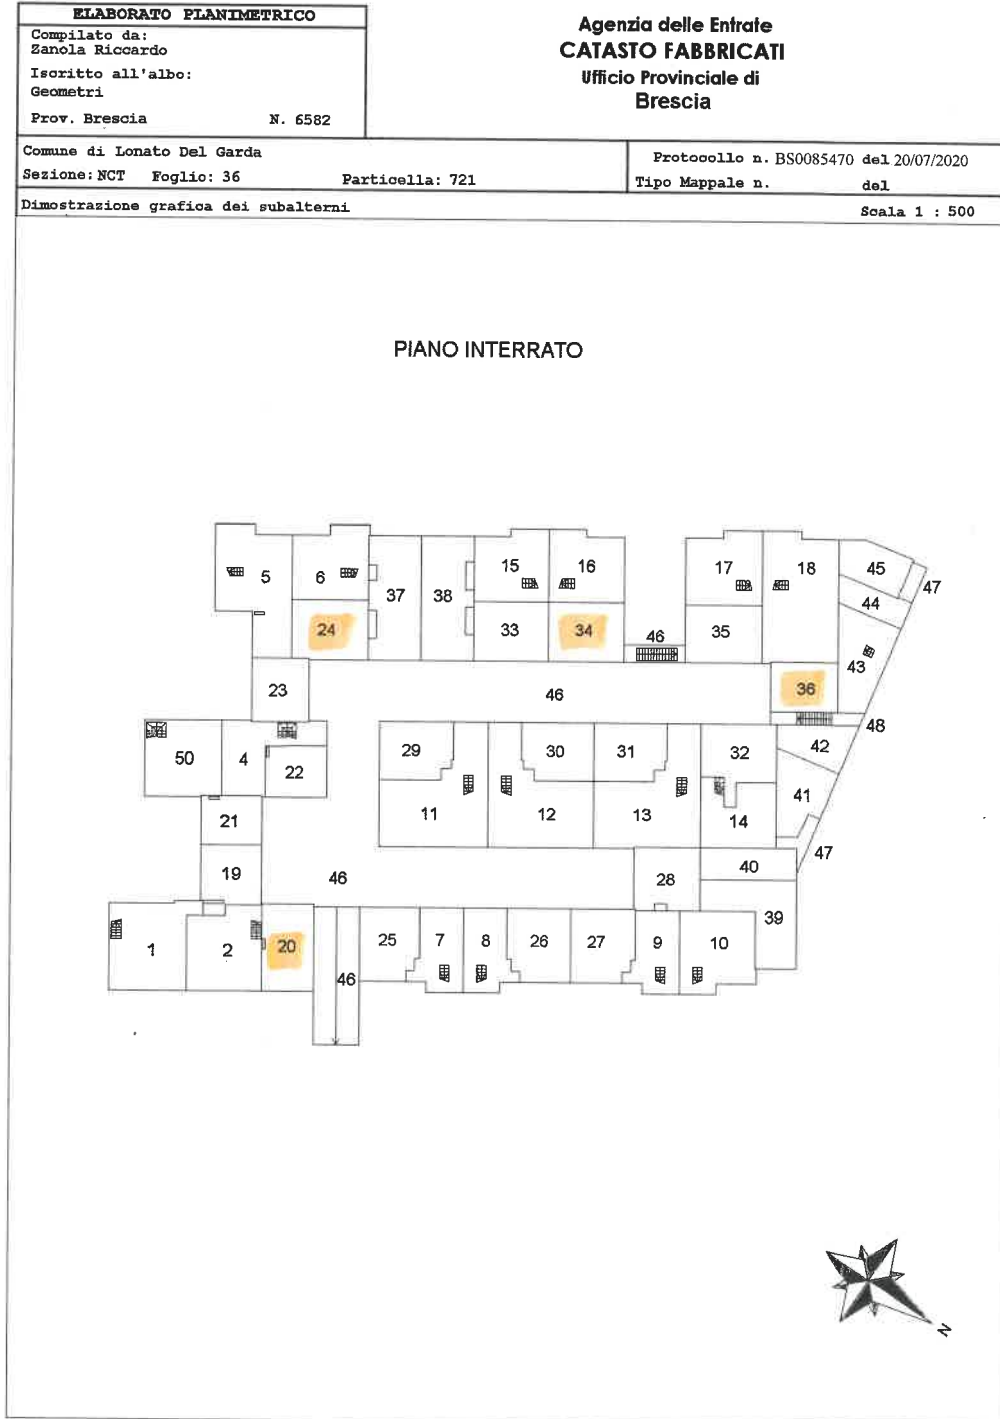 ELABORATO PLANIMETRICO
Compilato da:
Zanola Riccardo
Iscritto all'albo:
Geometri
Prov. Brescia N. 6582
Agenzia delle Entrate
CATASTO FABBRICATI
Ufficio Provinciale di
Brescia
Comune di Lonato Del Garda
Sezione: NCT Foglio: 36 Particella: 721
Protocollo n. BS0085470 del 20/07/2020
Tipo Mappale n. del
Dimostrazione grafica dei subalterni
Scala 1 : 500
PIANO INTERRATO
5 6 37 38 15 16 17 18 45 47
44
24 33 34 46 35 43
23 46 36
48
50 4 22 29 30 31 32 42
41
21 11 12 13 14
47
19 46 28 40
39
1 2 20 46 25 7 8 26 27 9 10
N